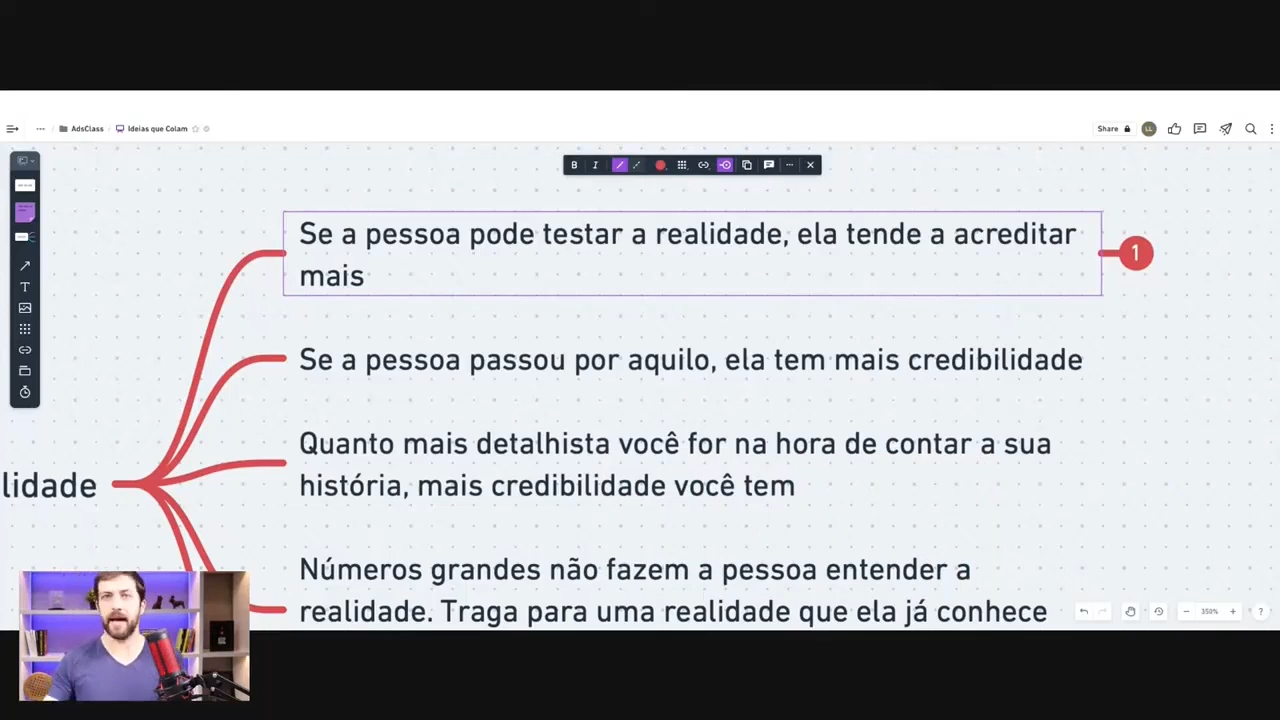 AdsClass / Ideias que Colam
Share
LL
B I
Se a pessoa pode testar a realidade, ela tende a acreditar
mais
1
Se a pessoa passou por aquilo, ela tem mais credibilidade
Quanto mais detalhista você for na hora de contar a sua
história, mais credibilidade você tem
lidade
Números grandes não fazem a pessoa entender a
realidade. Traga para uma realidade que ela já conhece
350%
?